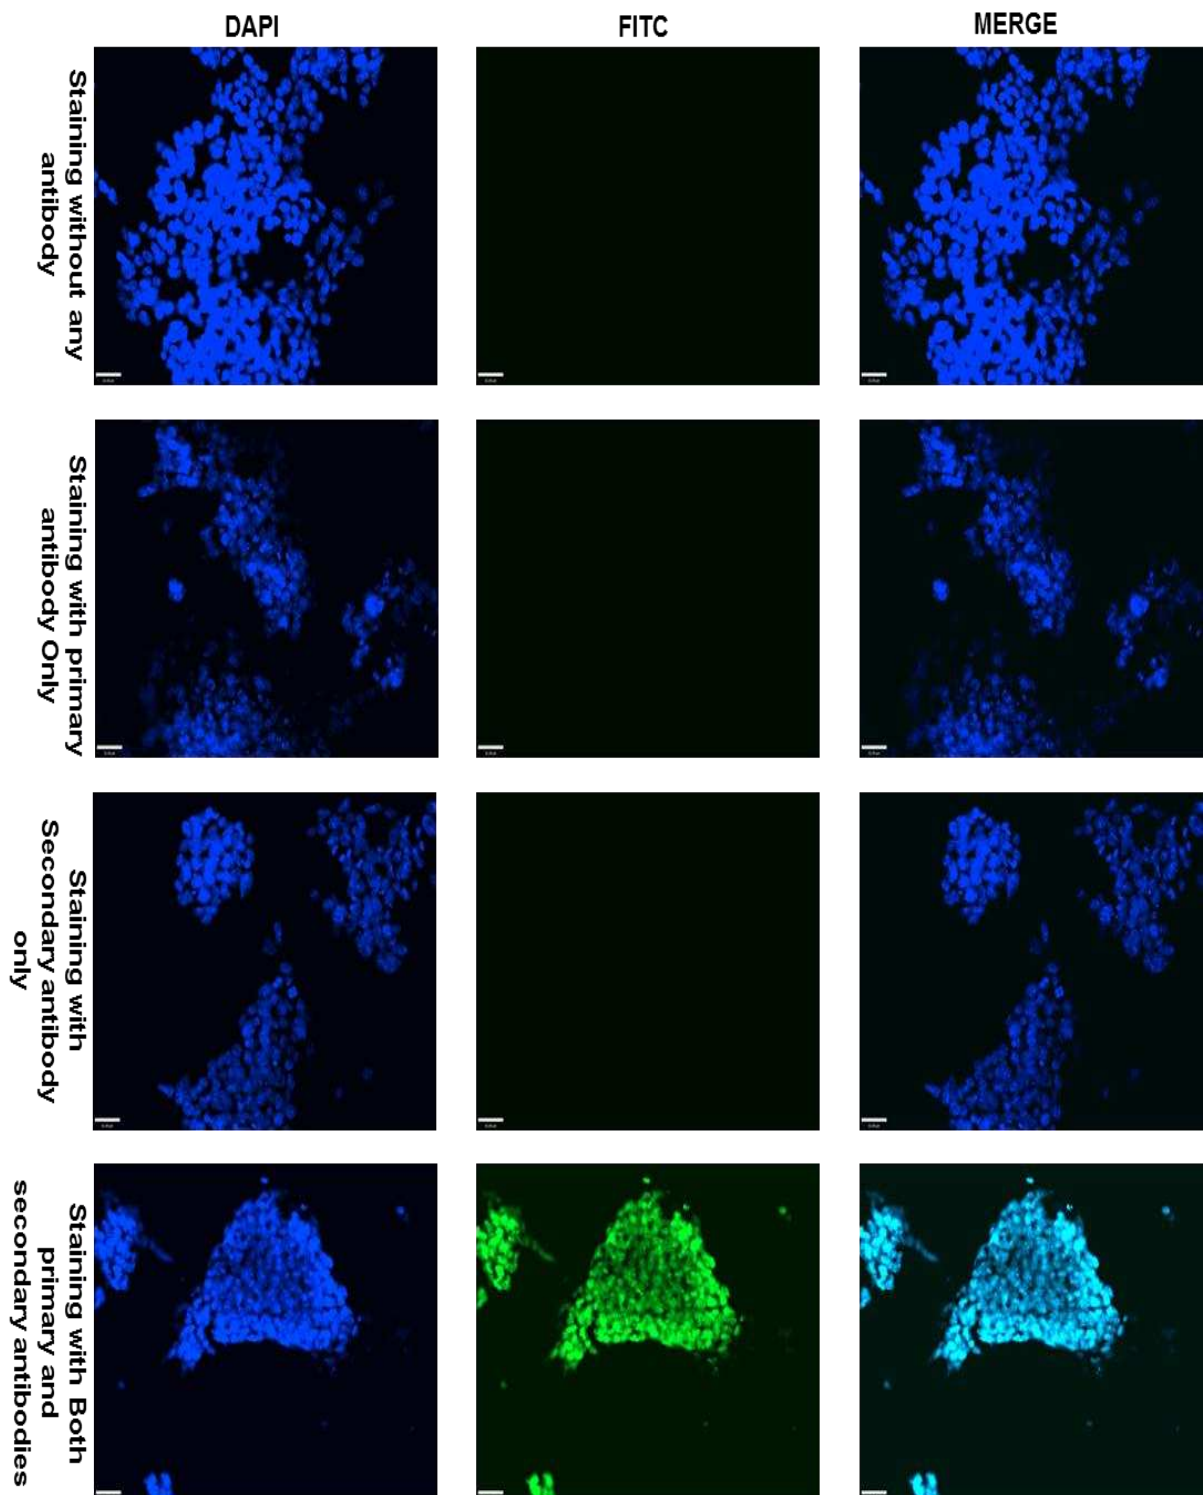 DAPI
FITC
MERGE
Staining without any
antibody
Staining with primary
antibody Only
Staining with
Secondary antibody
only
Staining with Both
primary and
secondary antibodies